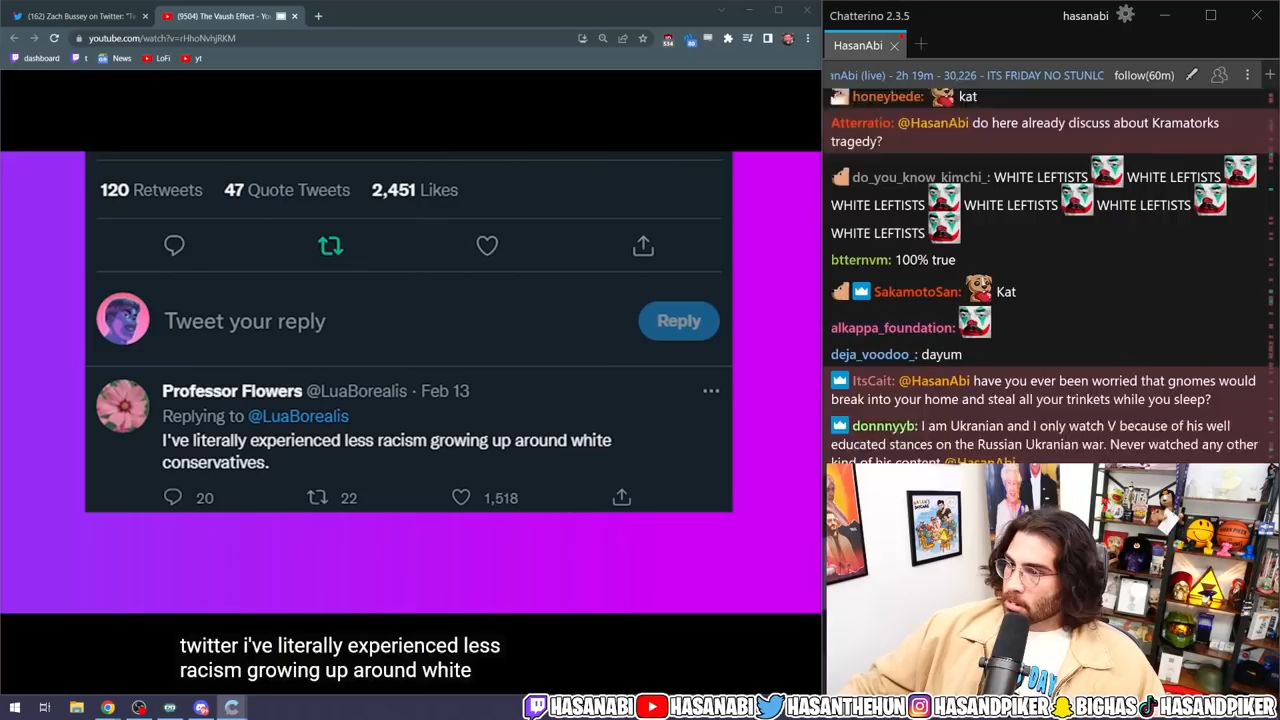 (162) Zach Bussey on Twitter: "Tw
(9504) The Vaush Effect - Yo
youtube.com/watch?v=rHhoNvhjRKM
534
dashboard
t
News
LoFi
yt
120 Retweets 47 Quote Tweets 2,451 Likes
Tweet your reply
Reply
Professor Flowers @LuaBorealis · Feb 13
Replying to @LuaBorealis
I've literally experienced less racism growing up around white
conservatives.
20 22 1,518
twitter i've literally experienced less
racism growing up around white
Chatterino 2.3.5
hasanabi
HasanAbi
anAbi (live) - 2h 19m - 30,226 - ITS FRIDAY NO STUNLC
follow(60m)
honeybede: kat
Atterratio: @HasanAbi do here already discuss about Kramatorks
tragedy?
do_you_know_kimchi_: WHITE LEFTISTS WHITE LEFTISTS
WHITE LEFTISTS WHITE LEFTISTS WHITE LEFTISTS
WHITE LEFTISTS
btternvm: 100% true
SakamotoSan: Kat
alkappa_foundation:
deja_voodoo_: dayum
ItsCait: @HasanAbi have you ever been worried that gnomes would
break into your home and steal all your trinkets while you sleep?
donnnyyb: I am Ukranian and I only watch V because of his well
educated stances on the Russian Ukranian war. Never watched any other
kind of his content @HasanAbi
HASANABI HASANABI HASANTHEHUN HASANDPIKER BIGHAS HASANDPIKER